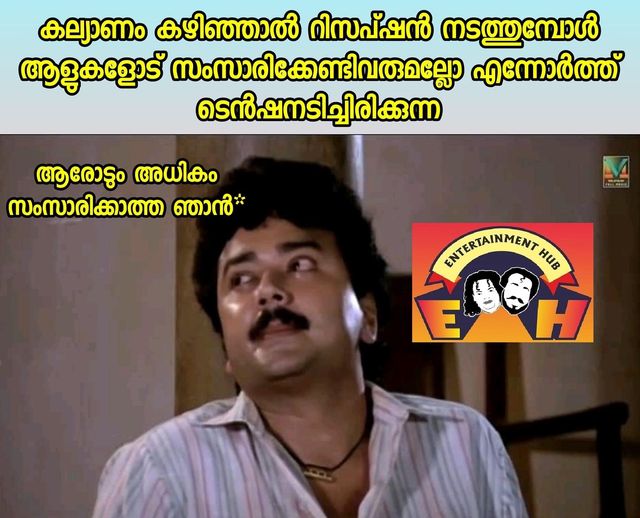 കല്യാണം കഴിഞ്ഞാൽ റിസപ്ഷൻ നടത്തുമ്പോൾ
ആളുകളോട് സംസാരിക്കേണ്ടിവരുമല്ലോ എന്നോർത്ത്
ടെൻഷനടിച്ചിരിക്കുന്ന
ആരോടും അധികം
സംസാരിക്കാത്ത ഞാൻ*
ENTERTAINMENT HUB
E H